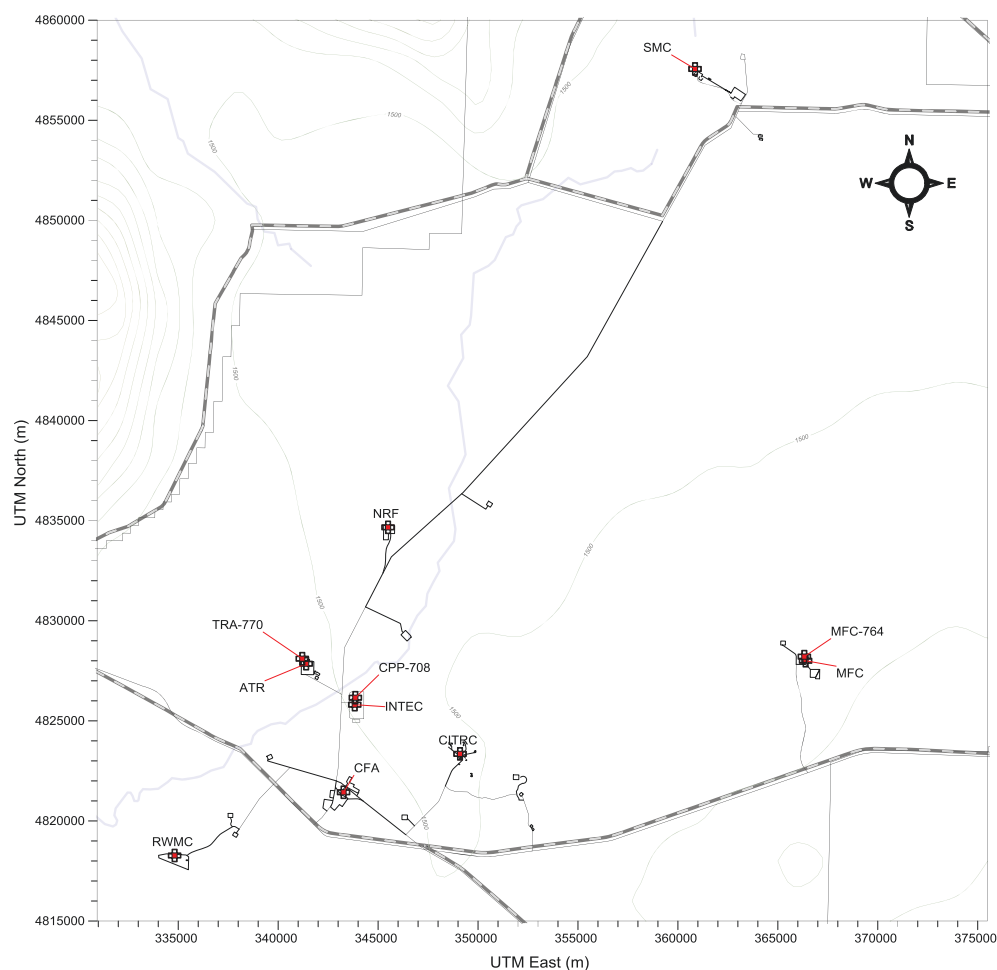 4860000
SMC
1500
1500
4855000
1500
N
W
E
S
4850000
4845000
1500
4840000
1500
UTM North (m)
4835000
NRF
1500
4830000
1500
TRA-770
MFC-764
CPP-708
MFC
ATR
INTEC
4825000
1500
CITRC
CFA
4820000
1500
RWMC
4815000
335000
340000
345000
350000
355000
360000
365000
370000
375000
UTM East (m)